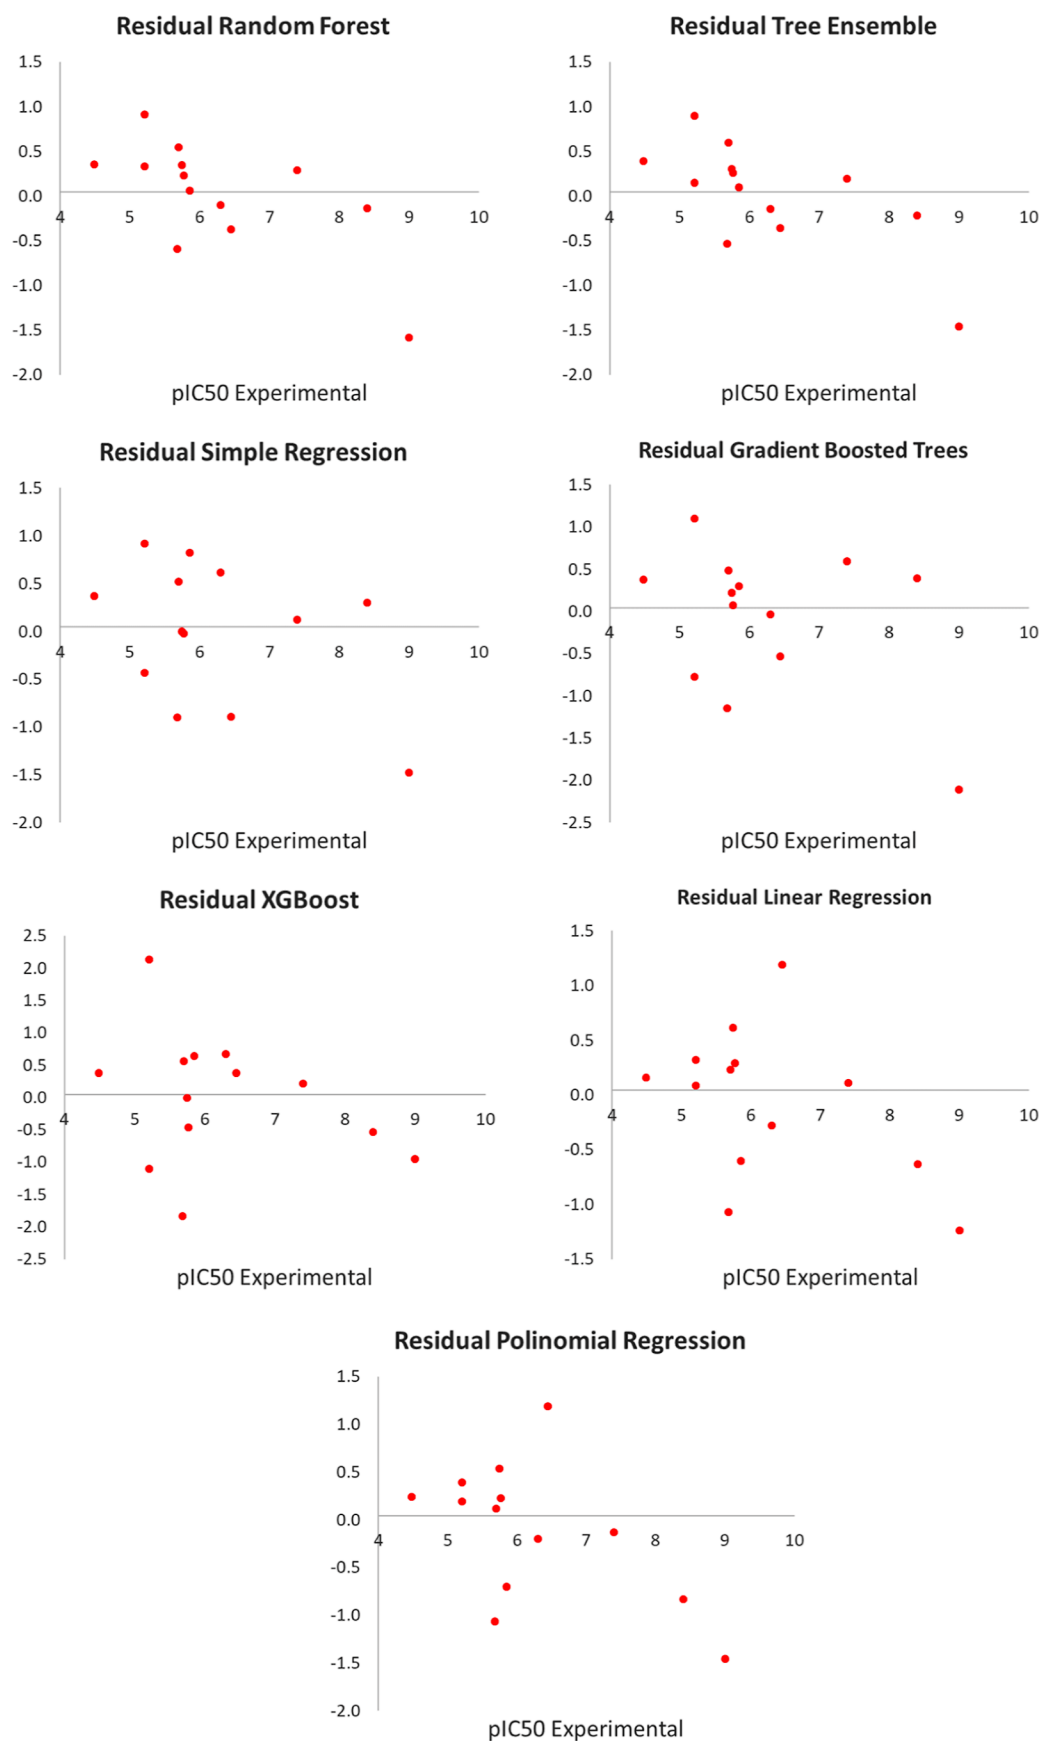 Residual Random Forest
1.5
1.0
0.5
0.0
-0.5
-1.0
-1.5
-2.0
4 5 6 7 8 9 10
pIC50 Experimental
Residual Tree Ensemble
1.5
1.0
0.5
0.0
-0.5
-1.0
-1.5
-2.0
4 5 6 7 8 9 10
pIC50 Experimental
Residual Simple Regression
1.5
1.0
0.5
0.0
-0.5
-1.0
-1.5
-2.0
4 5 6 7 8 9 10
pIC50 Experimental
Residual Gradient Boosted Trees
1.5
1.0
0.5
0.0
-0.5
-1.0
-1.5
-2.0
-2.5
4 5 6 7 8 9 10
pIC50 Experimental
Residual XGBoost
2.5
2.0
1.5
1.0
0.5
0.0
-0.5
-1.0
-1.5
-2.0
-2.5
4 5 6 7 8 9 10
pIC50 Experimental
Residual Linear Regression
1.5
1.0
0.5
0.0
-0.5
-1.0
-1.5
4 5 6 7 8 9 10
pIC50 Experimental
Residual Polinomial Regression
1.5
1.0
0.5
0.0
-0.5
-1.0
-1.5
-2.0
4 5 6 7 8 9 10
pIC50 Experimental